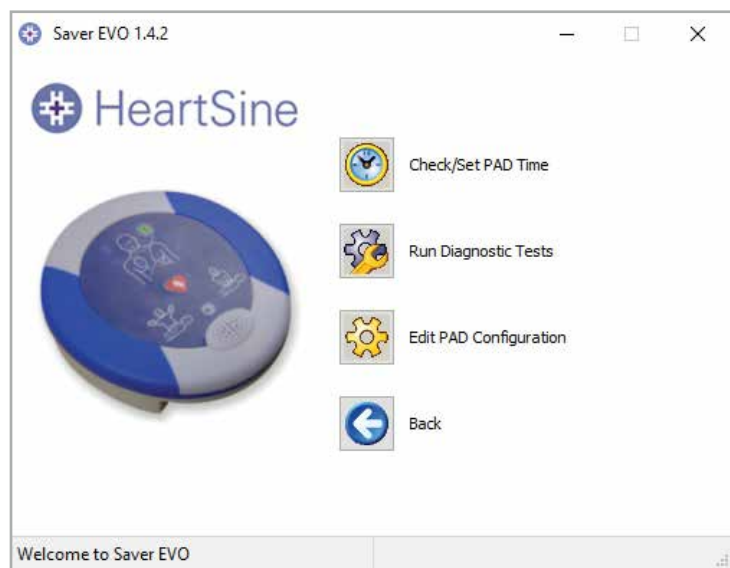 Saver EVO 1.4.2
HeartSine
Check/Set PAD Time
Run Diagnostic Tests
Edit PAD Configuration
Back
Welcome to Saver EVO